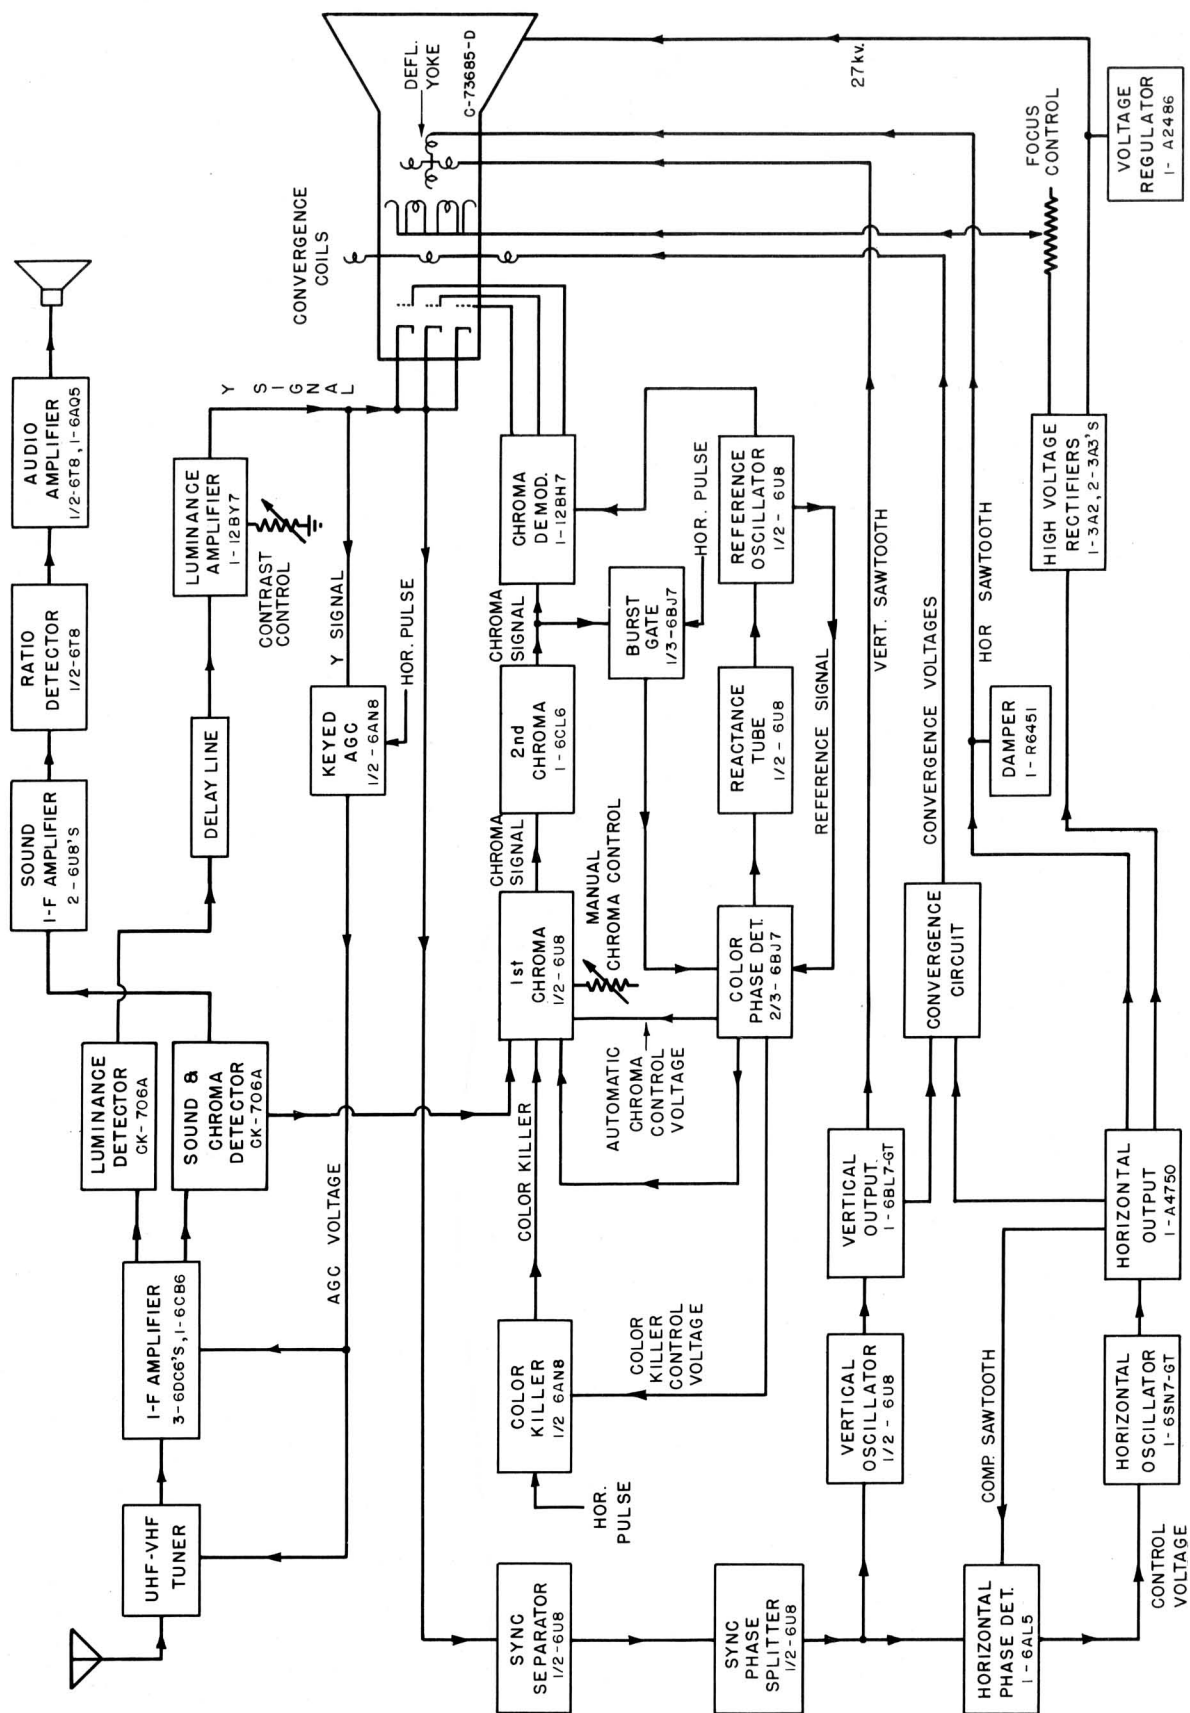 UHF-VHF
TUNER
I-F AMPLIFIER
3-6DC6'S, 1-6CB6
LUMINANCE
DETECTOR
CK-706A
SOUND &
CHROMA
DETECTOR
CK-706A
SOUND
I-F AMPLIFIER
2-6U8'S
RATIO
DETECTOR
1/2-6T8
AUDIO
AMPLIFIER
1/2-6T8, 1-6AQ5
DELAY LINE
LUMINANCE
AMPLIFIER
1-12BY7
CONTRAST
CONTROL
Y SIGNAL
CONVERGENCE
COILS
DEFL.
YOKE
C-73685-D
AGC VOLTAGE
KEYED
AGC
1/2-6AN8
Y SIGNAL
HOR. PULSE
SYNC
SEPARATOR
1/2-6U8
HOR.
PULSE
COLOR
KILLER
1/2 6AN8
COLOR KILLER
COLOR
KILLER
CONTROL
VOLTAGE
1st
CHROMA
1/2-6U8
MANUAL
CHROMA CONTROL
AUTOMATIC
CHROMA
CONTROL
VOLTAGE
CHROMA
SIGNAL
2nd
CHROMA
1-6CL6
CHROMA
SIGNAL
CHROMA
DEMOD.
1-12BH7
BURST
GATE
1/3-6BJ7
HOR. PULSE
COLOR
PHASE DET.
2/3-6BJ7
REACTANCE
TUBE
1/2-6U8
REFERENCE
OSCILLATOR
1/2-6U8
REFERENCE SIGNAL
SYNC
PHASE
SPLITTER
1/2-6U8
VERTICAL
OSCILLATOR
1/2-6U8
VERTICAL
OUTPUT.
1-6BL7-GT
VERT. SAWTOOTH
CONVERGENCE
CIRCUIT
CONVERGENCE VOLTAGES
HOR SAWTOOTH
DAMPER
1-R6451
HORIZONTAL
PHASE DET.
1-6AL5
COMP. SAWTOOTH
CONTROL
VOLTAGE
HORIZONTAL
OSCILLATOR
1-6SN7-GT
HORIZONTAL
OUTPUT
1-A4750
HIGH VOLTAGE
RECTIFIERS
1-3A2, 2-3A3'S
FOCUS
CONTROL
27kv.
VOLTAGE
REGULATOR
1- A2486